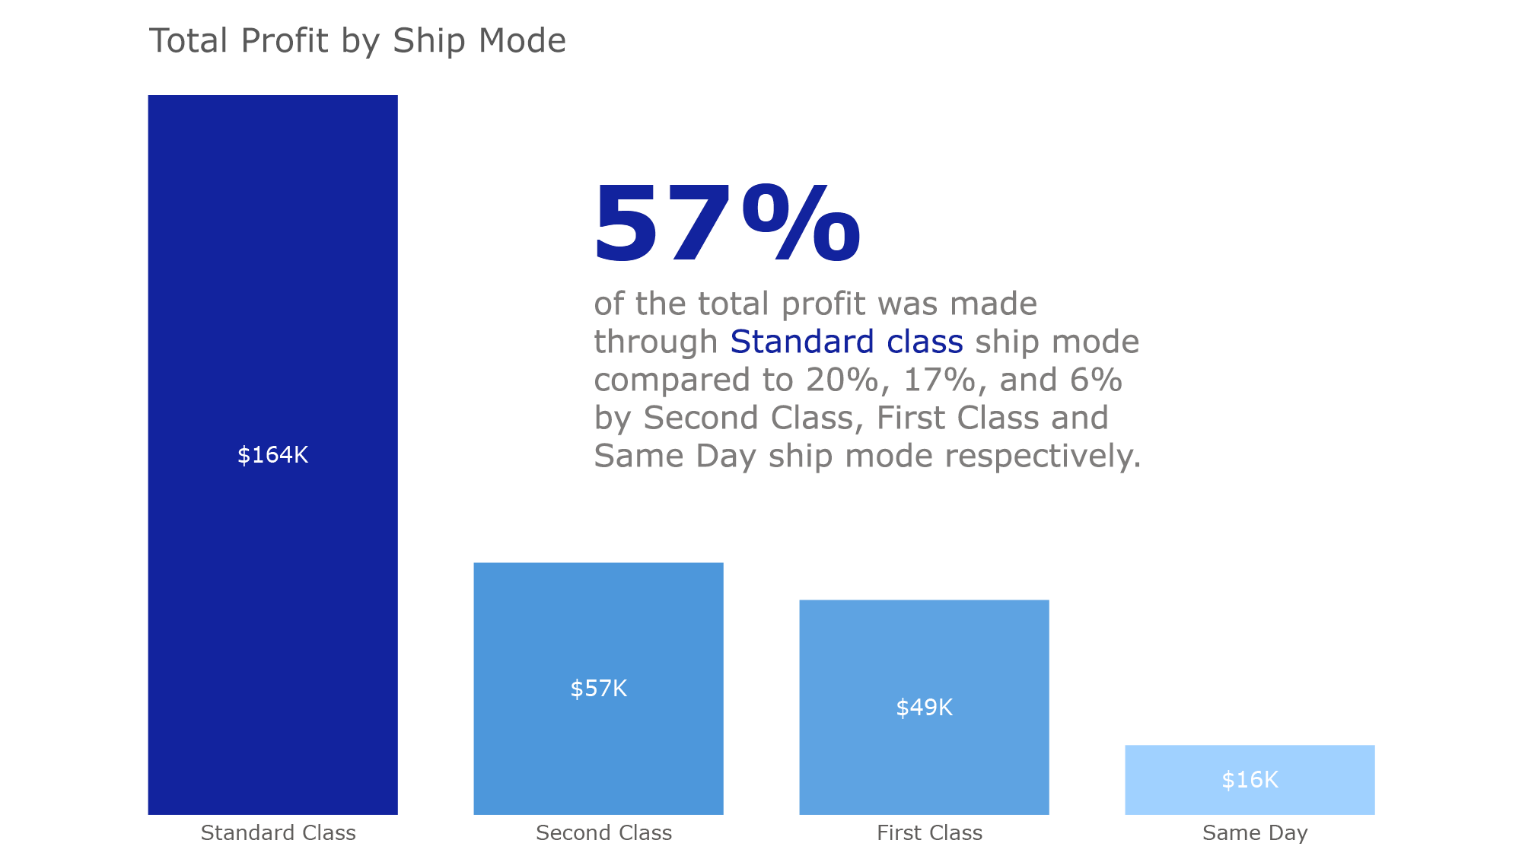 Total Profit by Ship Mode
57%
of the total profit was made
through Standard class ship mode
compared to 20%, 17%, and 6%
by Second Class, First Class and
Same Day ship mode respectively.
$164K
$57K
$49K
$16K
Standard Class
Second Class
First Class
Same Day